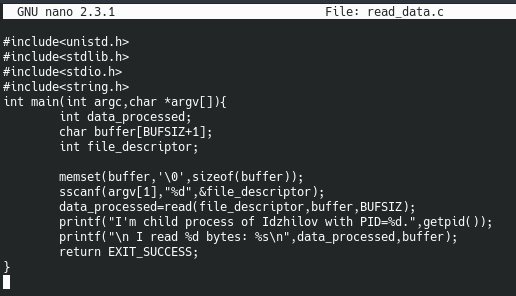 GNU nano 2.3.1 File: read_data.c
#include<unistd.h>
#include<stdlib.h>
#include<stdio.h>
#include<string.h>
int main(int argc,char *argv[]){
int data_processed;
char buffer[BUFSIZ+1];
int file_descriptor;
memset(buffer,'\0',sizeof(buffer));
sscanf(argv[1],"%d",&file_descriptor);
data_processed=read(file_descriptor,buffer,BUFSIZ);
printf("I'm child process of Idzhilov with PID=%d.",getpid());
printf("\n I read %d bytes: %s\n",data_processed,buffer);
return EXIT_SUCCESS;
}